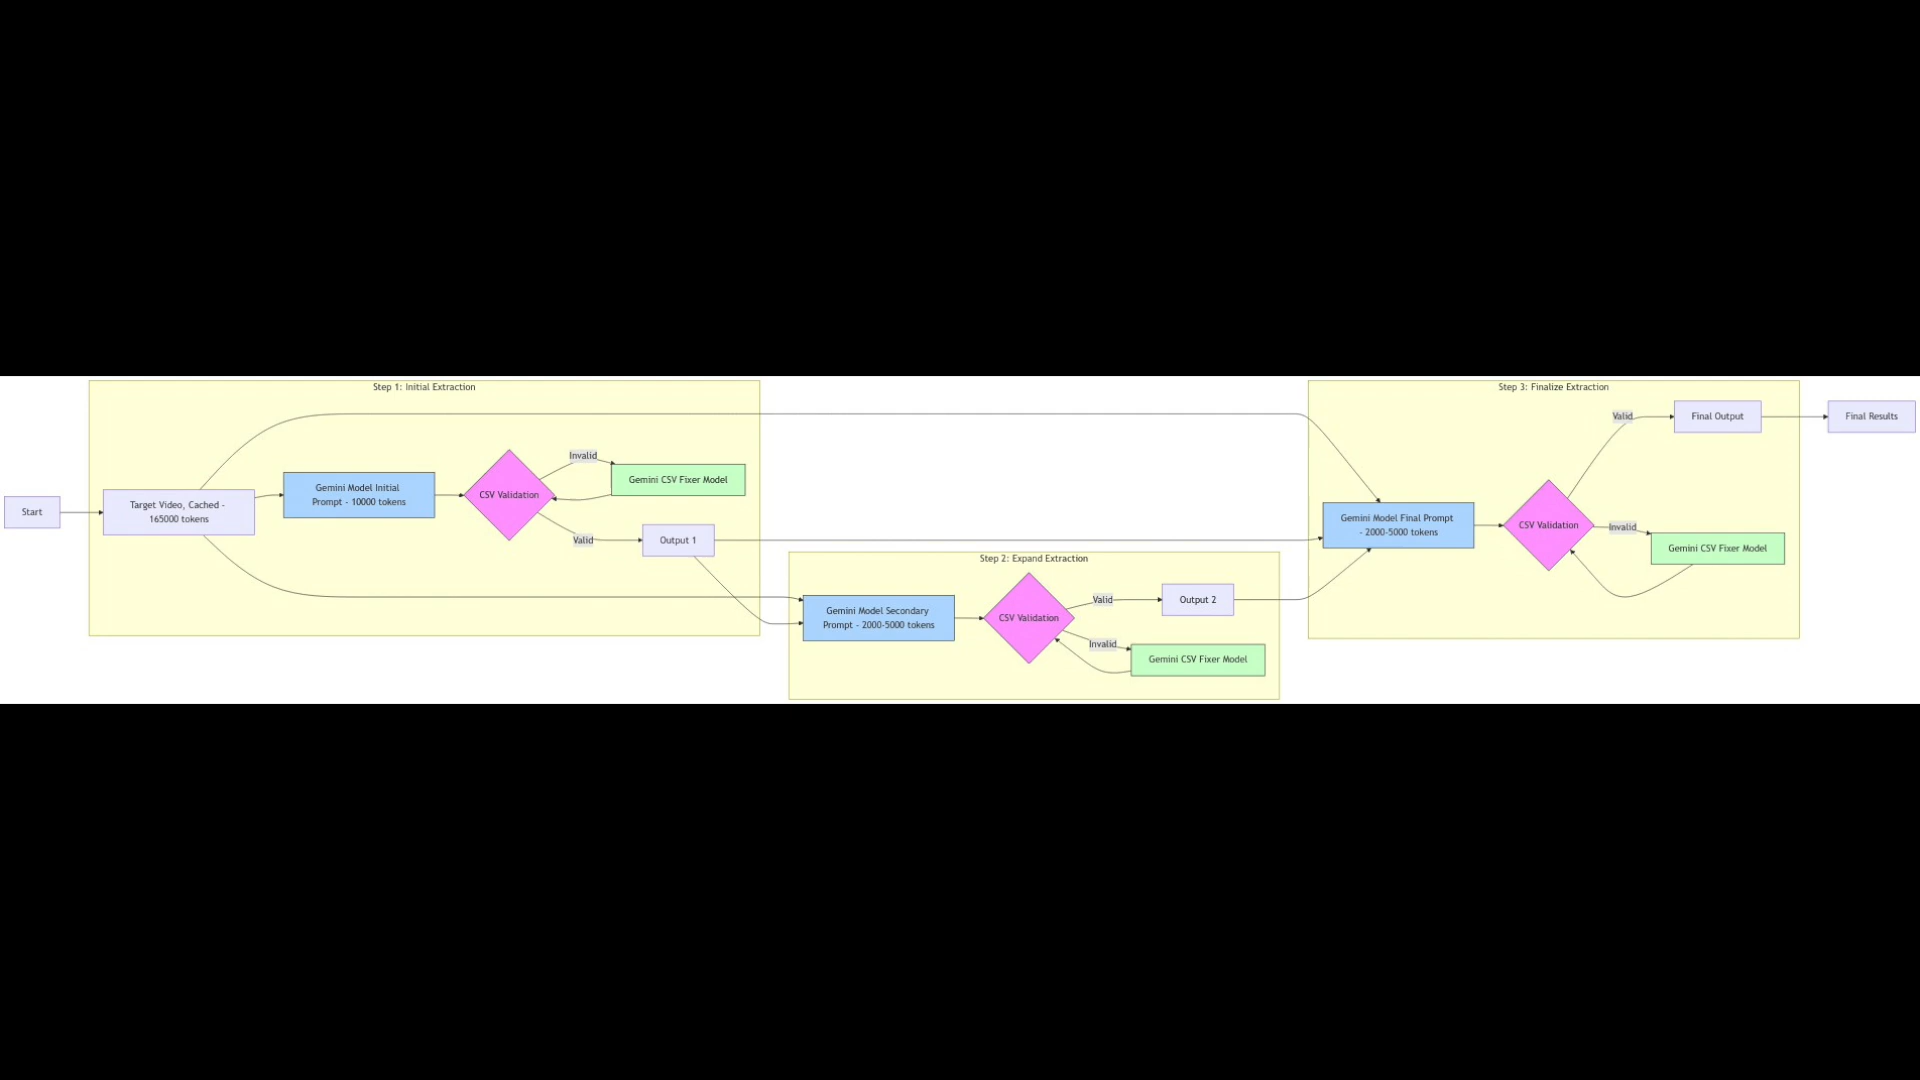 Start
Step 1: Initial Extraction
Target Video, Cached -
165000 tokens
Gemini Model Initial
Prompt - 10000 tokens
CSV Validation
Invalid
Gemini CSV Fixer Model
Valid
Output 1
Step 2: Expand Extraction
Gemini Model Secondary
Prompt - 2000-5000 tokens
CSV Validation
Valid
Output 2
Invalid
Gemini CSV Fixer Model
Step 3: Finalize Extraction
Gemini Model Final Prompt
- 2000-5000 tokens
CSV Validation
Valid
Final Output
Invalid
Gemini CSV Fixer Model
Final Results